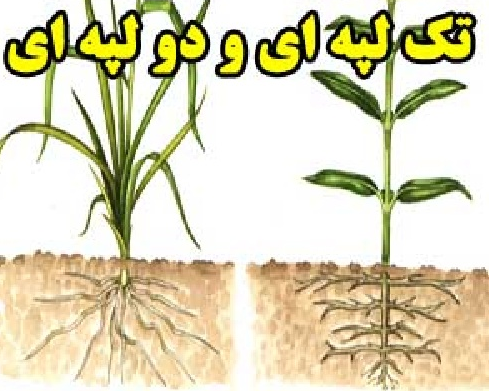 تک لپه ای و دو لپه ای